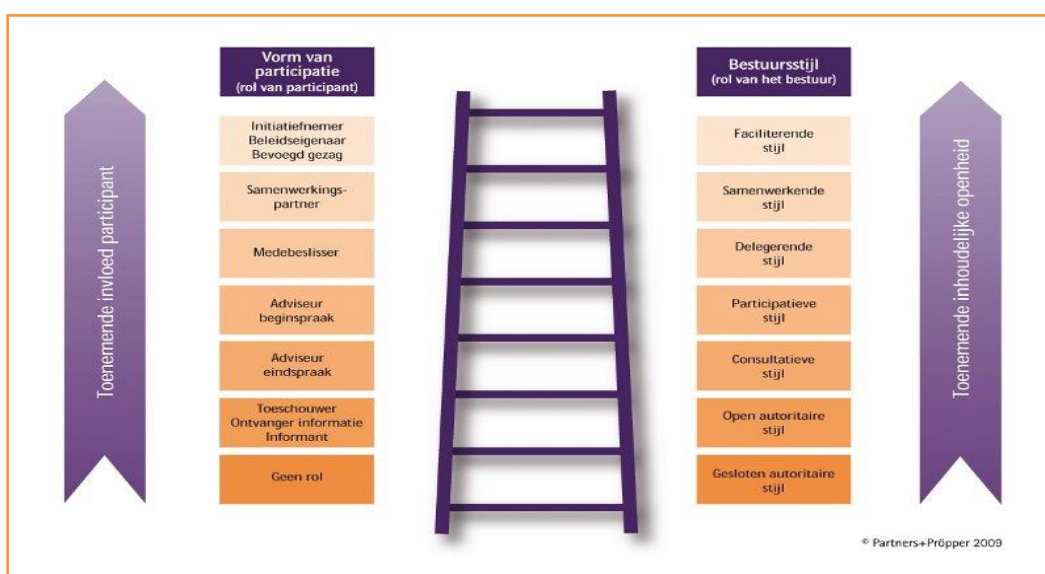 Toenemende invloed participant
Vorm van
participatie
(rol van participant)
Initiatiefnemer
Beleidseigenaar
Bevoegd gezag
Samenwerkings-
partner
Medebeslisser
Adviseur
beginspraak
Adviseur
eindspraak
Toeschouwer
Ontvanger informatie
Informant
Geen rol
Bestuursstijl
(rol van het bestuur)
Faciliterende
stijl
Samenwerkende
stijl
Delegerende
stijl
Participatieve
stijl
Consultatieve
stijl
Open autoritaire
stijl
Gesloten autoritaire
stijl
Toenemende inhoudelijke openheid
© Partners+Pröpper 2009